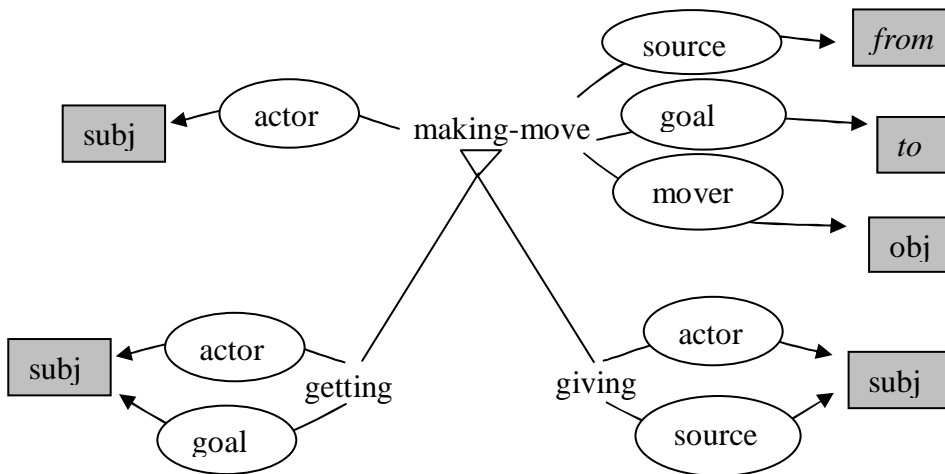 source
from
actor
goal
subj
making-move
to
mover
obj
actor
actor
subj
getting
giving
subj
goal
source